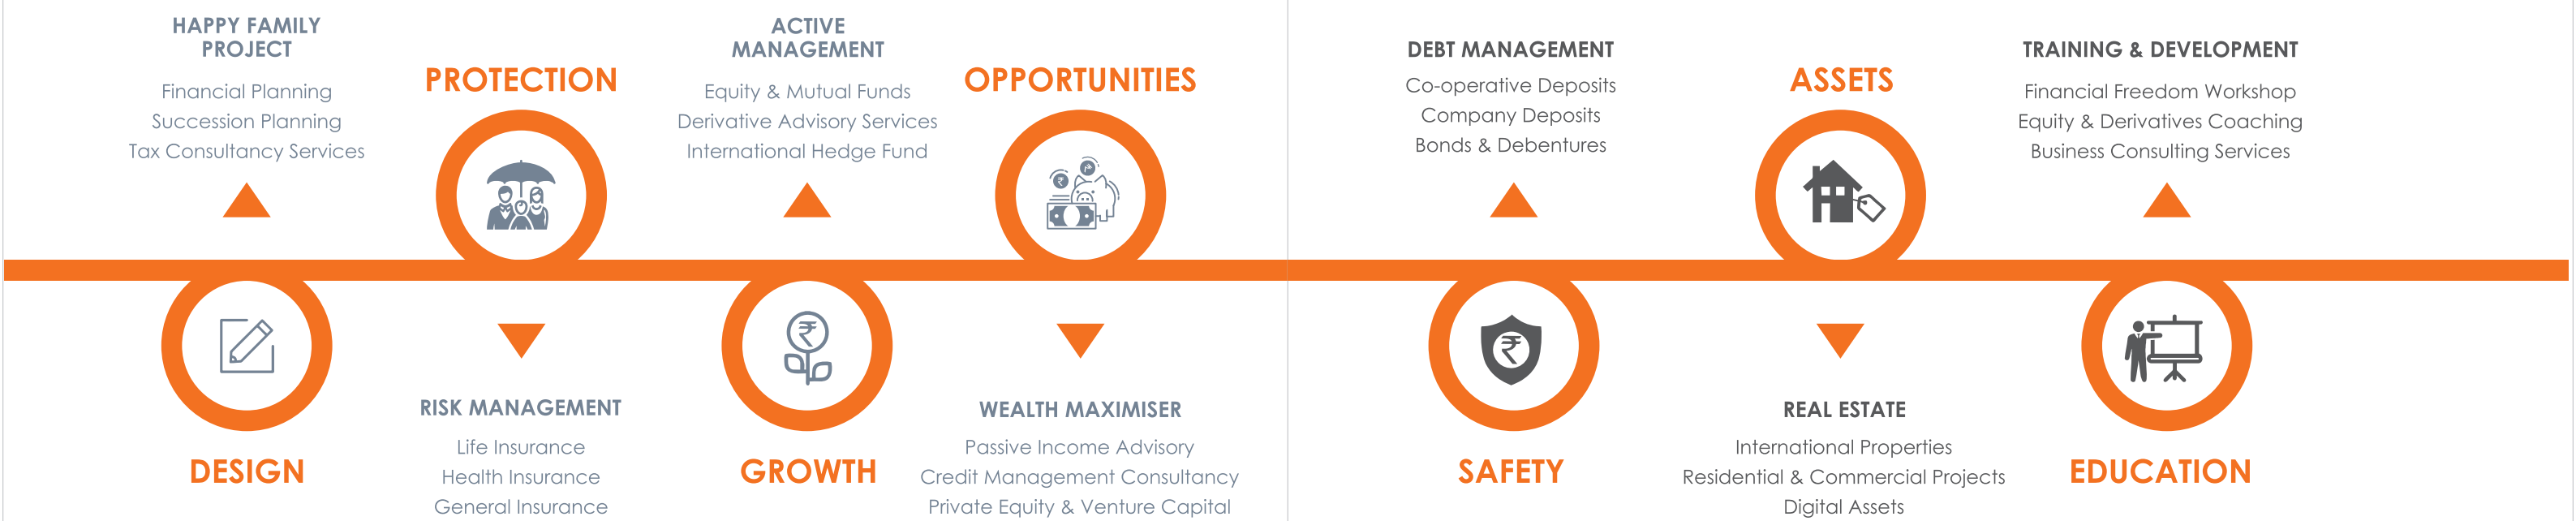 HAPPY FAMILY
PROJECT
Financial Planning
Succession Planning
Tax Consultancy Services
DESIGN
PROTECTION
RISK MANAGEMENT
Life Insurance
Health Insurance
General Insurance
ACTIVE
MANAGEMENT
Equity & Mutual Funds
Derivative Advisory Services
International Hedge Fund
₹
GROWTH
OPPORTUNITIES
₹
₹
WEALTH MAXIMISER
Passive Income Advisory
Credit Management Consultancy
Private Equity & Venture Capital
DEBT MANAGEMENT
Co-operative Deposits
Company Deposits
Bonds & Debentures
₹
SAFETY
ASSETS
REAL ESTATE
International Properties
Residential & Commercial Projects
Digital Assets
TRAINING & DEVELOPMENT
Financial Freedom Workshop
Equity & Derivatives Coaching
Business Consulting Services
EDUCATION